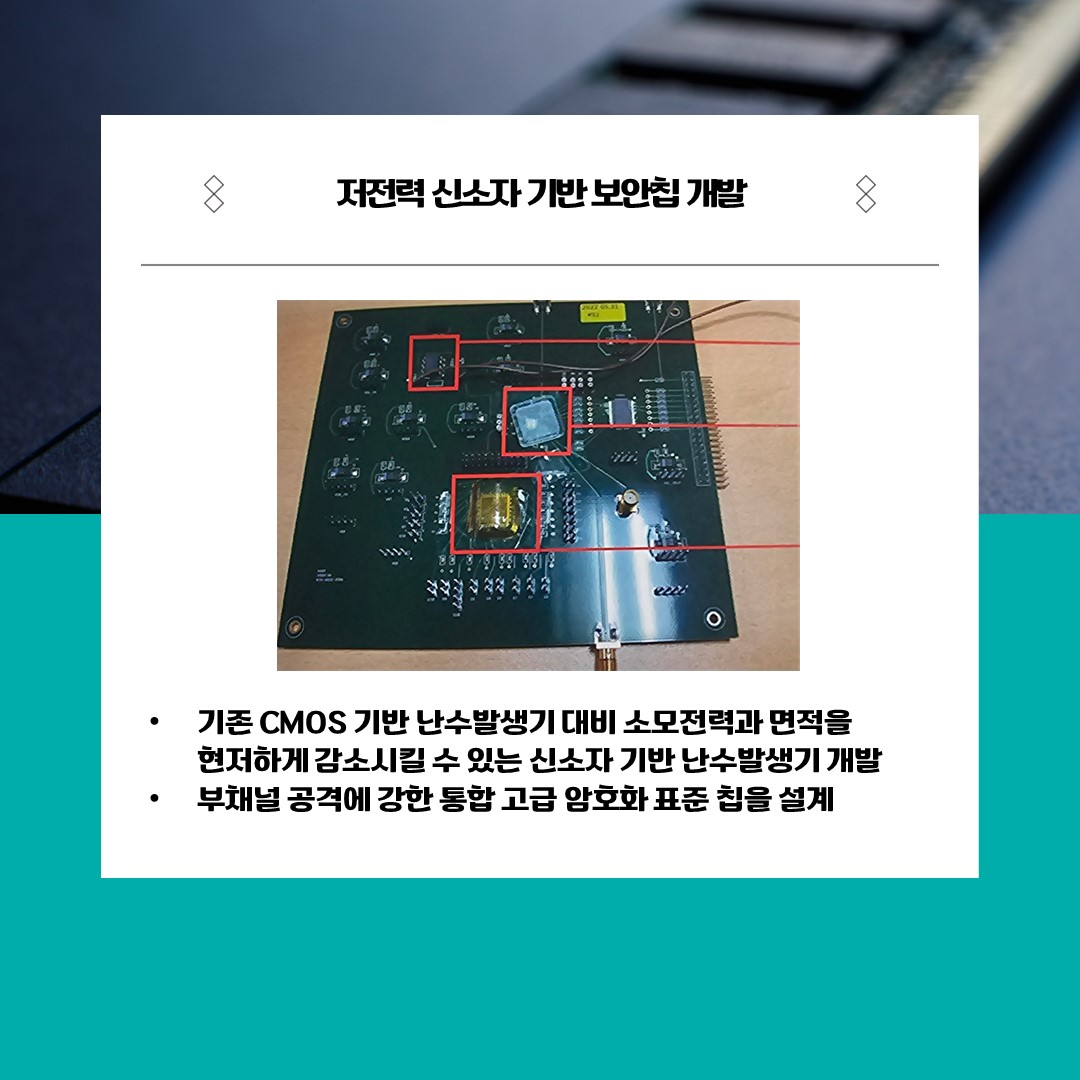 저전력 신소자 기반 보안칩 개발
2022 05.31
• 기존 CMOS 기반 난수발생기 대비 소모전력과 면적을
현저하게 감소시킬 수 있는 신소자 기반 난수발생기 개발
• 부채널 공격에 강한 통합 고급 암호화 표준 칩을 설계